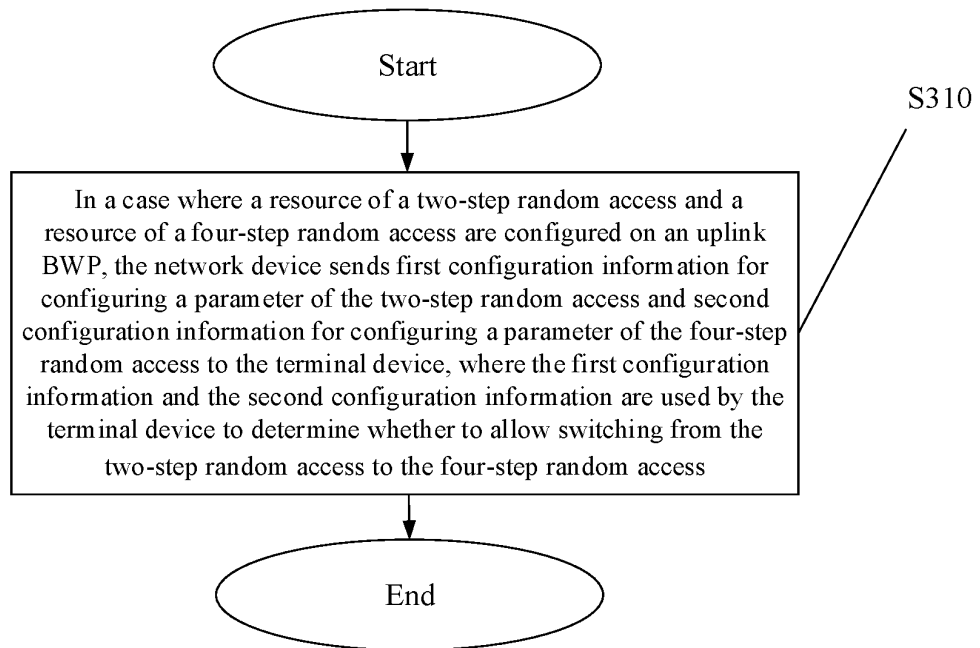 Start
S310
In a case where a resource of a two-step random access and a
resource of a four-step random access are configured on an uplink
BWP, the network device sends first configuration information for
configuring a parameter of the two-step random access and second
configuration information for configuring a parameter of the four-step
random access to the terminal device, where the first configuration
information and the second configuration information are used by the
terminal device to determine whether to allow switching from the
two-step random access to the four-step random access
End